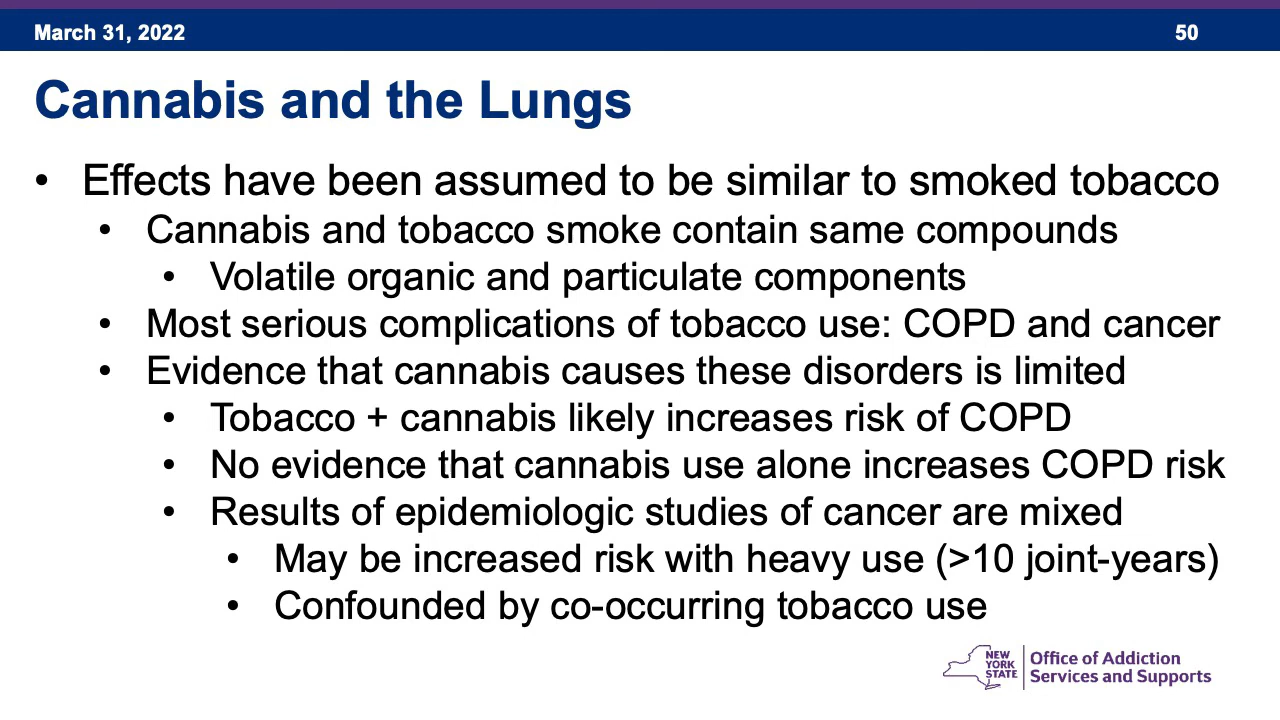 March 31, 2022
50
Cannabis and the Lungs
• Effects have been assumed to be similar to smoked tobacco
• Cannabis and tobacco smoke contain same compounds
• Volatile organic and particulate components
• Most serious complications of tobacco use: COPD and cancer
• Evidence that cannabis causes these disorders is limited
• Tobacco + cannabis likely increases risk of COPD
• No evidence that cannabis use alone increases COPD risk
• Results of epidemiologic studies of cancer are mixed
• May be increased risk with heavy use (>10 joint-years)
• Confounded by co-occurring tobacco use
NEW
YORK
STATE
Office of Addiction
Services and Supports